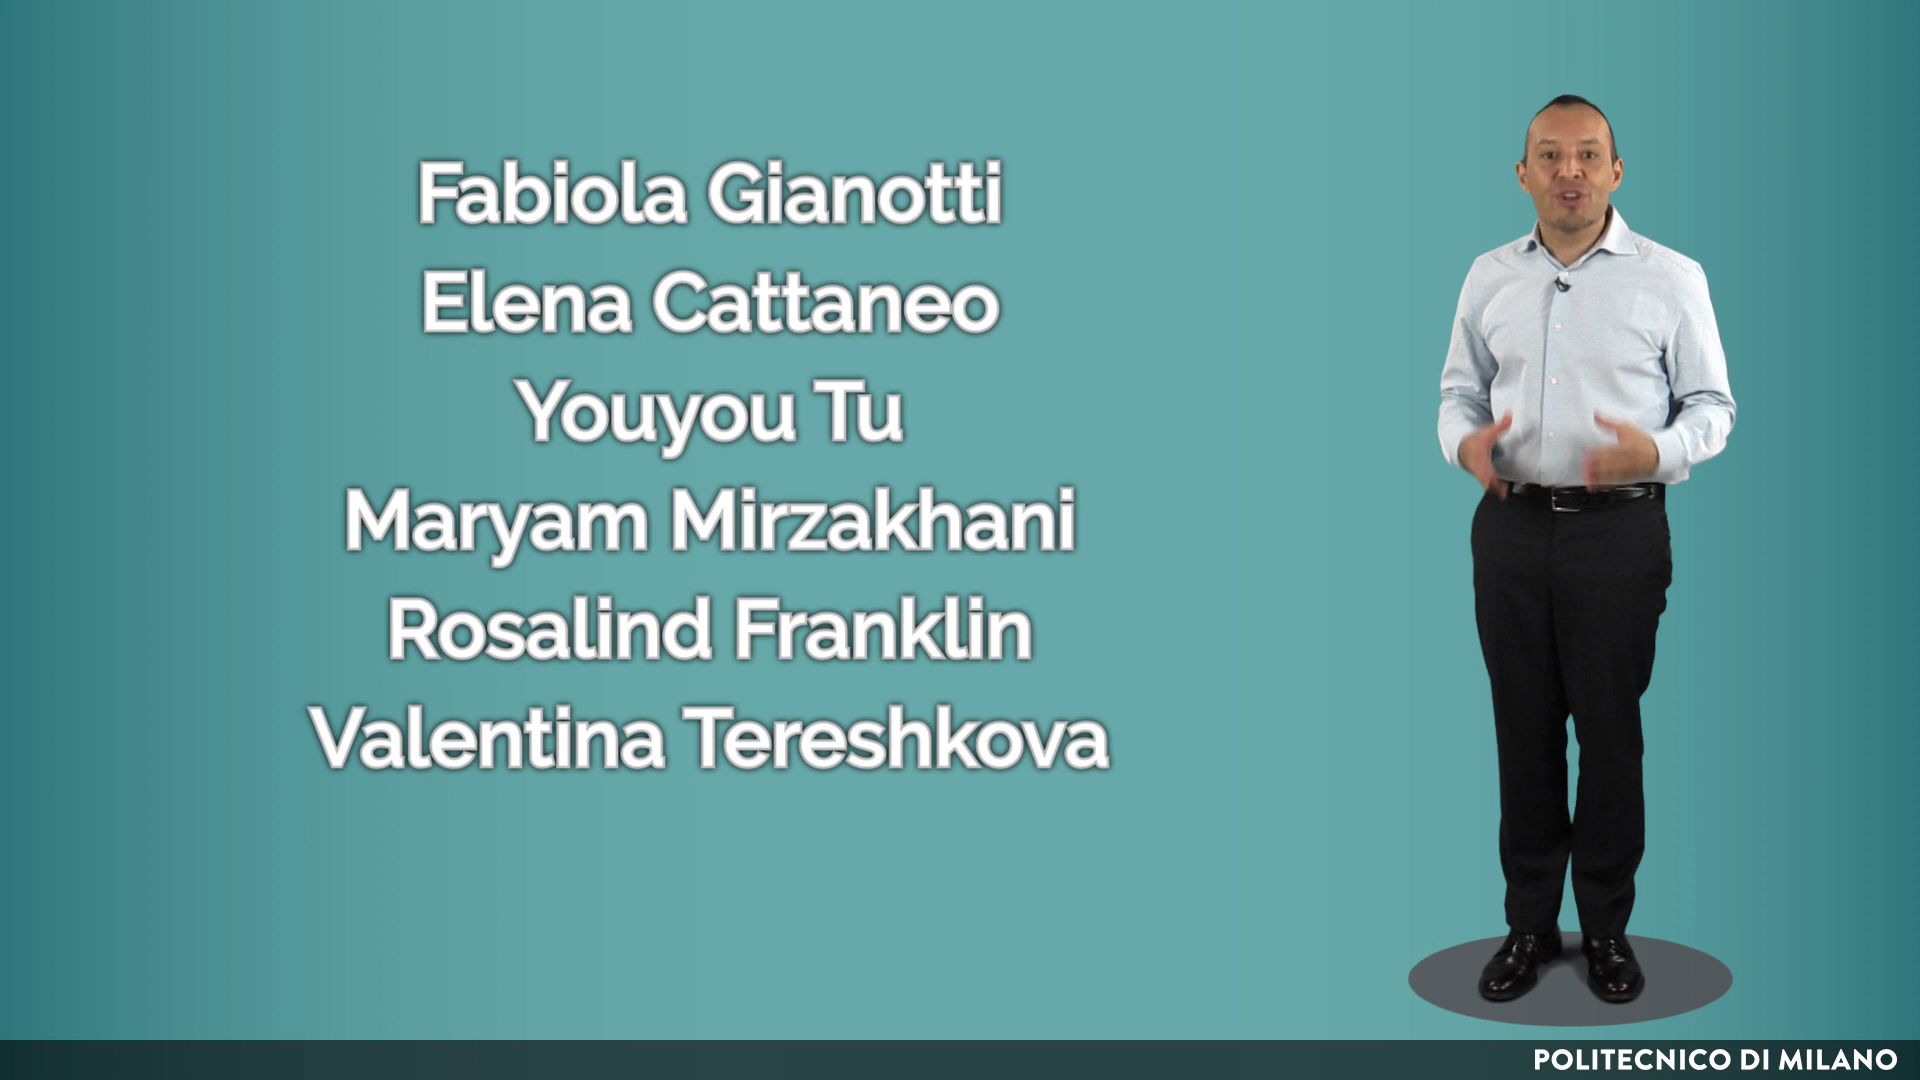 Fabiola Gianotti
Elena Cattaneo
Youyou Tu
Maryam Mirzakhani
Rosalind Franklin
Valentina Tereshkova
POLITECNICO DI MILANO